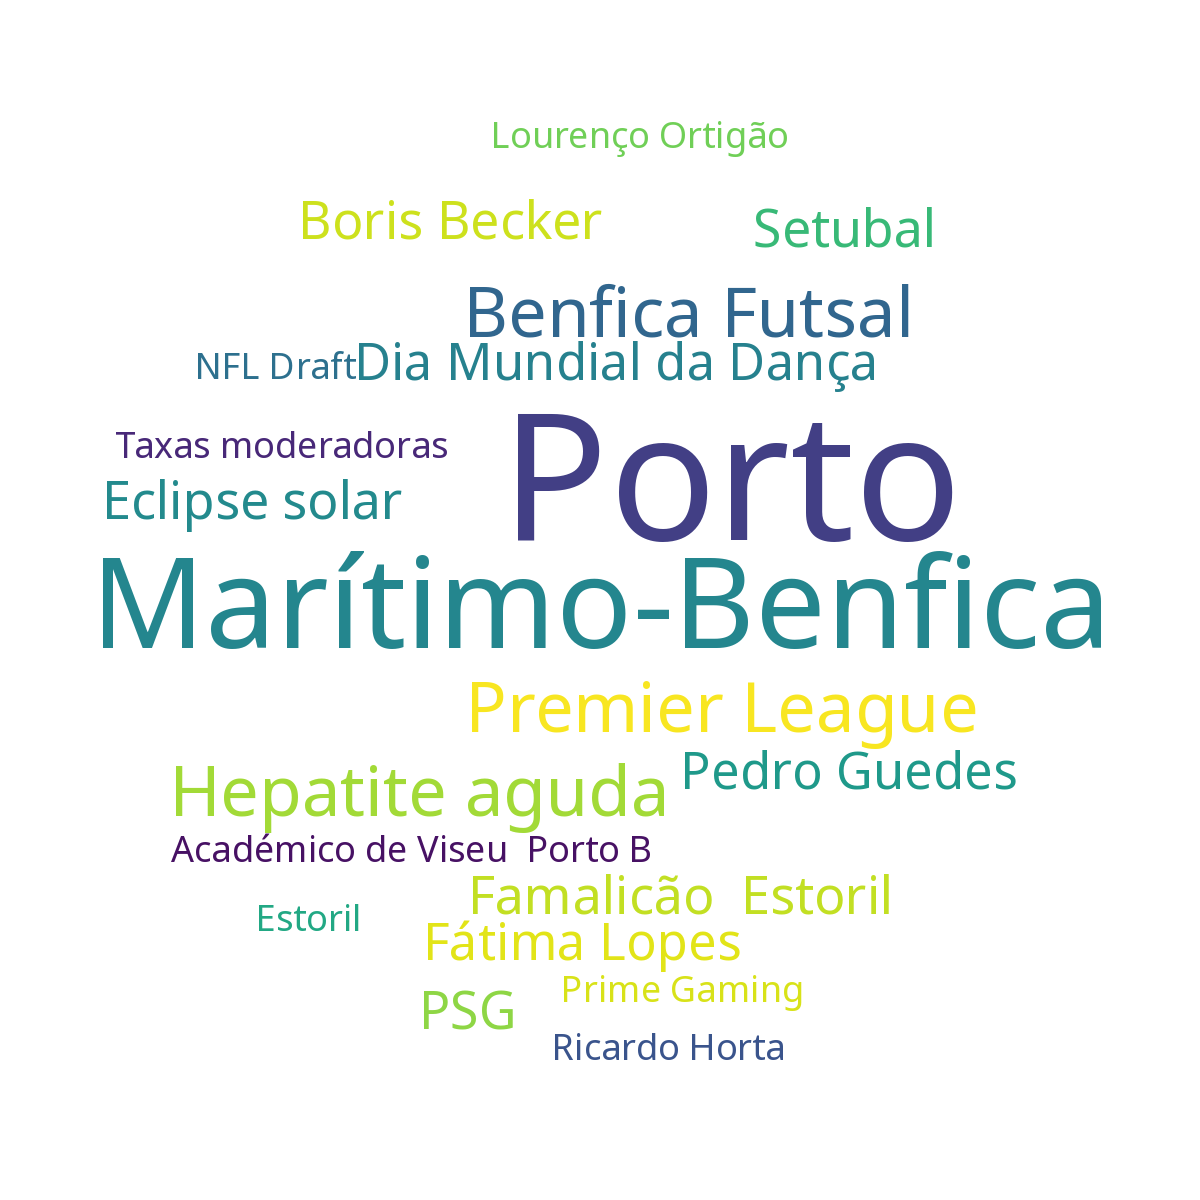 Lourenço Ortigão
Boris Becker
Setubal
Benfica Futsal
NFL Draft
Dia Mundial da Dança
Porto
Taxas moderadoras
Eclipse solar
Marítimo-Benfica
Premier League
Pedro Guedes
Hepatite aguda
Académico de Viseu  Porto B
Famalicão  Estoril
Estoril
Fátima Lopes
Prime Gaming
PSG
Ricardo Horta